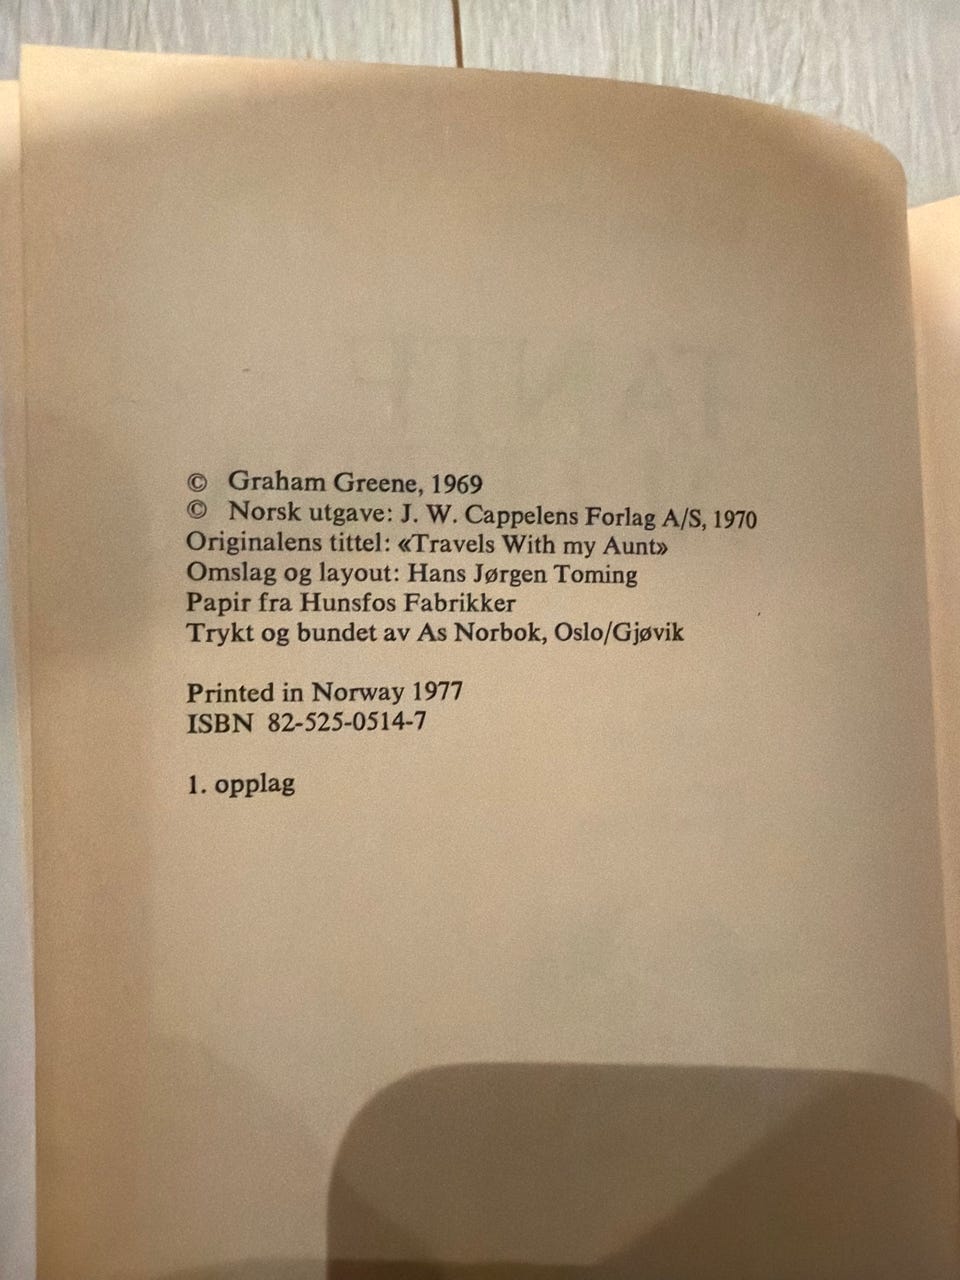 © Graham Greene, 1969
© Norsk utgave: J. W. Cappelens Forlag A/S, 1970
Originalens tittel: «Travels With my Aunt»
Omslag og layout: Hans Jørgen Toming
Papir fra Hunsfos Fabrikker
Trykt og bundet av As Norbok, Oslo/Gjøvik
Printed in Norway 1977
ISBN 82-525-0514-7
1. opplag